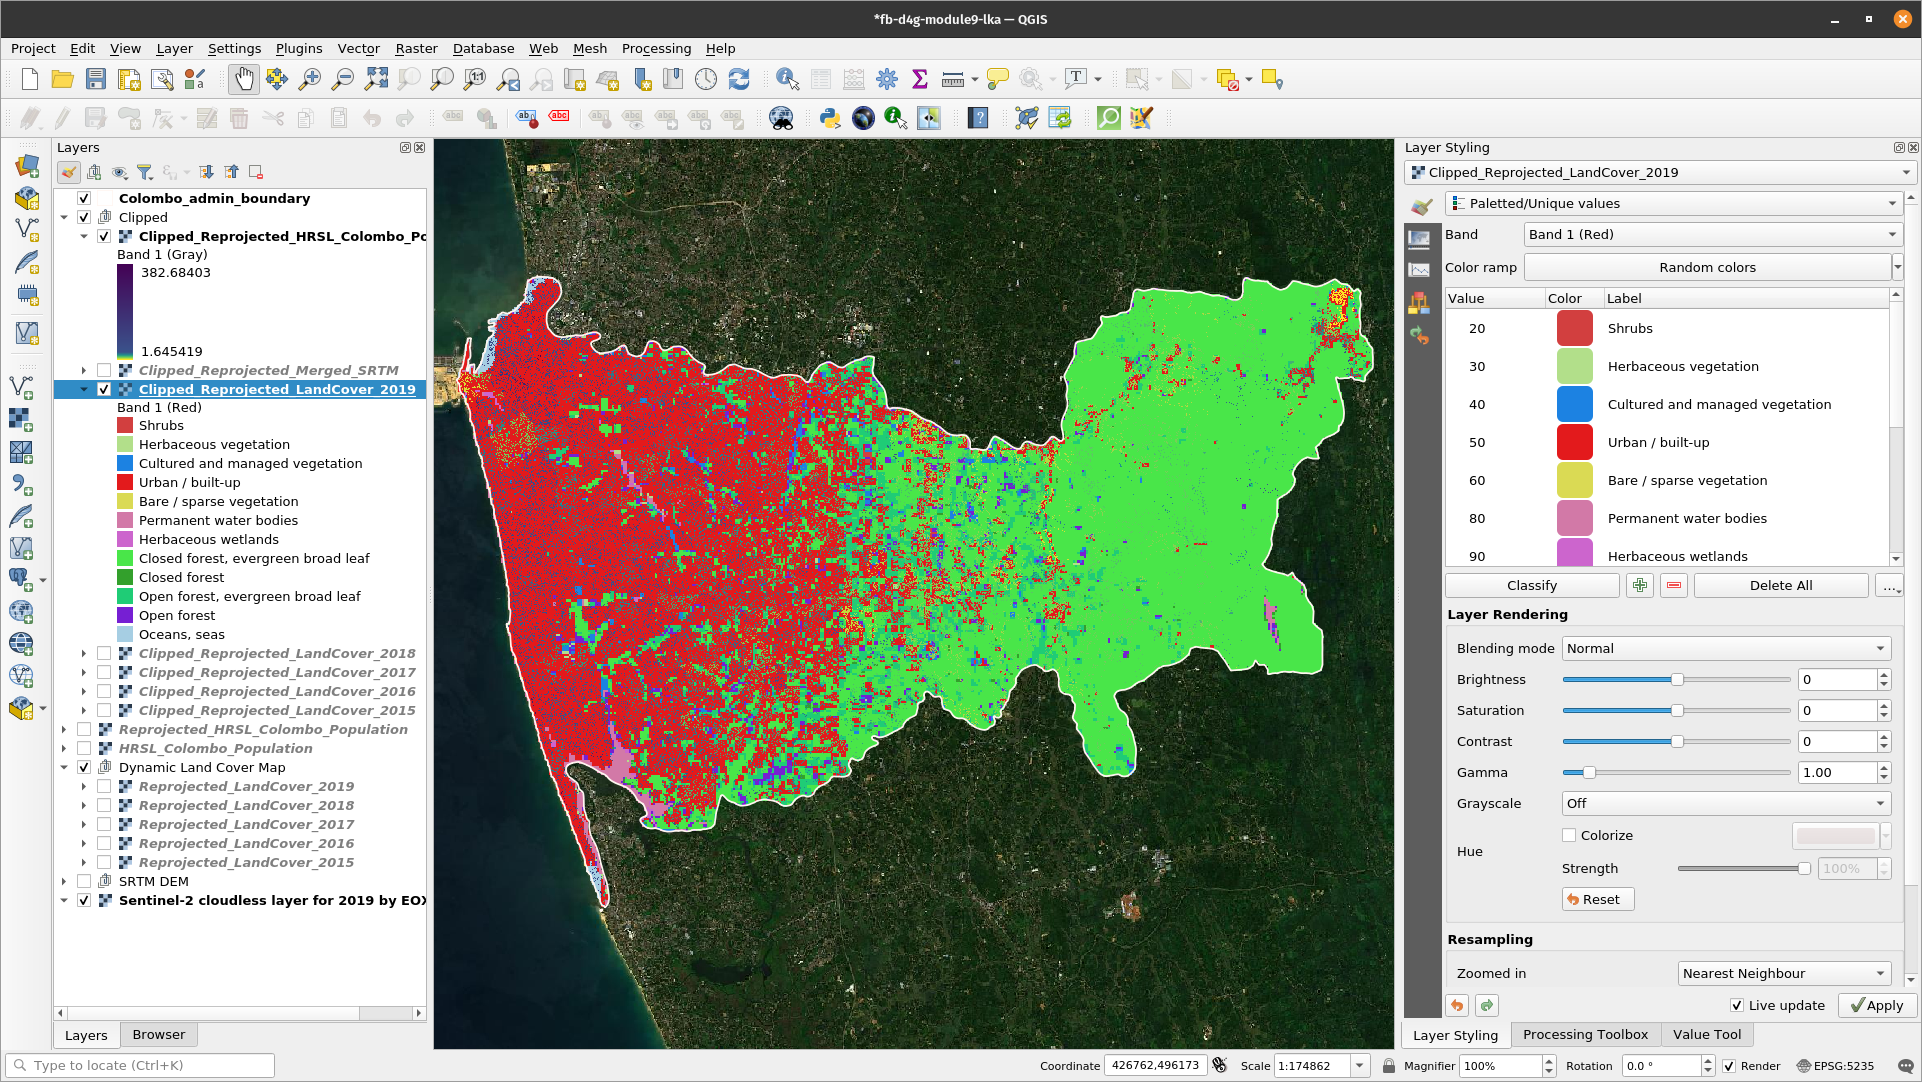 *fb-d4g-module9-lka — QGIS
Project Edit View Layer Settings Plugins Vector Raster Database Web Mesh Processing Help
Layers
Colombo_admin_boundary
Clipped
Clipped_Reprojected_HRSL_Colombo_Po
Band 1 (Gray)
382.68403
1.645419
Clipped_Reprojected_Merged_SRTM
Clipped_Reprojected_LandCover_2019
Band 1 (Red)
Shrubs
Herbaceous vegetation
Cultured and managed vegetation
Urban / built-up
Bare / sparse vegetation
Permanent water bodies
Herbaceous wetlands
Closed forest, evergreen broad leaf
Closed forest
Open forest, evergreen broad leaf
Open forest
Oceans, seas
Clipped_Reprojected_LandCover_2018
Clipped_Reprojected_LandCover_2017
Clipped_Reprojected_LandCover_2016
Clipped_Reprojected_LandCover_2015
Reprojected_HRSL_Colombo_Population
HRSL_Colombo_Population
Dynamic Land Cover Map
Reprojected_LandCover_2019
Reprojected_LandCover_2018
Reprojected_LandCover_2017
Reprojected_LandCover_2016
Reprojected_LandCover_2015
SRTM DEM
Sentinel-2 cloudless layer for 2019 by EOX
Layers Browser
Layer Styling
Clipped_Reprojected_LandCover_2019
Paletted/Unique values
Band Band 1 (Red)
Color ramp Random colors
Value Color Label
20 Shrubs
30 Herbaceous vegetation
40 Cultured and managed vegetation
50 Urban / built-up
60 Bare / sparse vegetation
80 Permanent water bodies
90 Herbaceous wetlands
Classify Delete All ...
Layer Rendering
Blending mode Normal
Brightness 0
Saturation 0
Contrast 0
Gamma 1.00
Grayscale Off
Colorize
Hue
Strength 100%
Reset
Resampling
Zoomed in Nearest Neighbour
Live update Apply
Layer Styling Processing Toolbox Value Tool
Type to locate (Ctrl+K) Coordinate 426762,496173 Scale 1:174862 Magnifier 100% Rotation 0.0 ° Render EPSG:5235